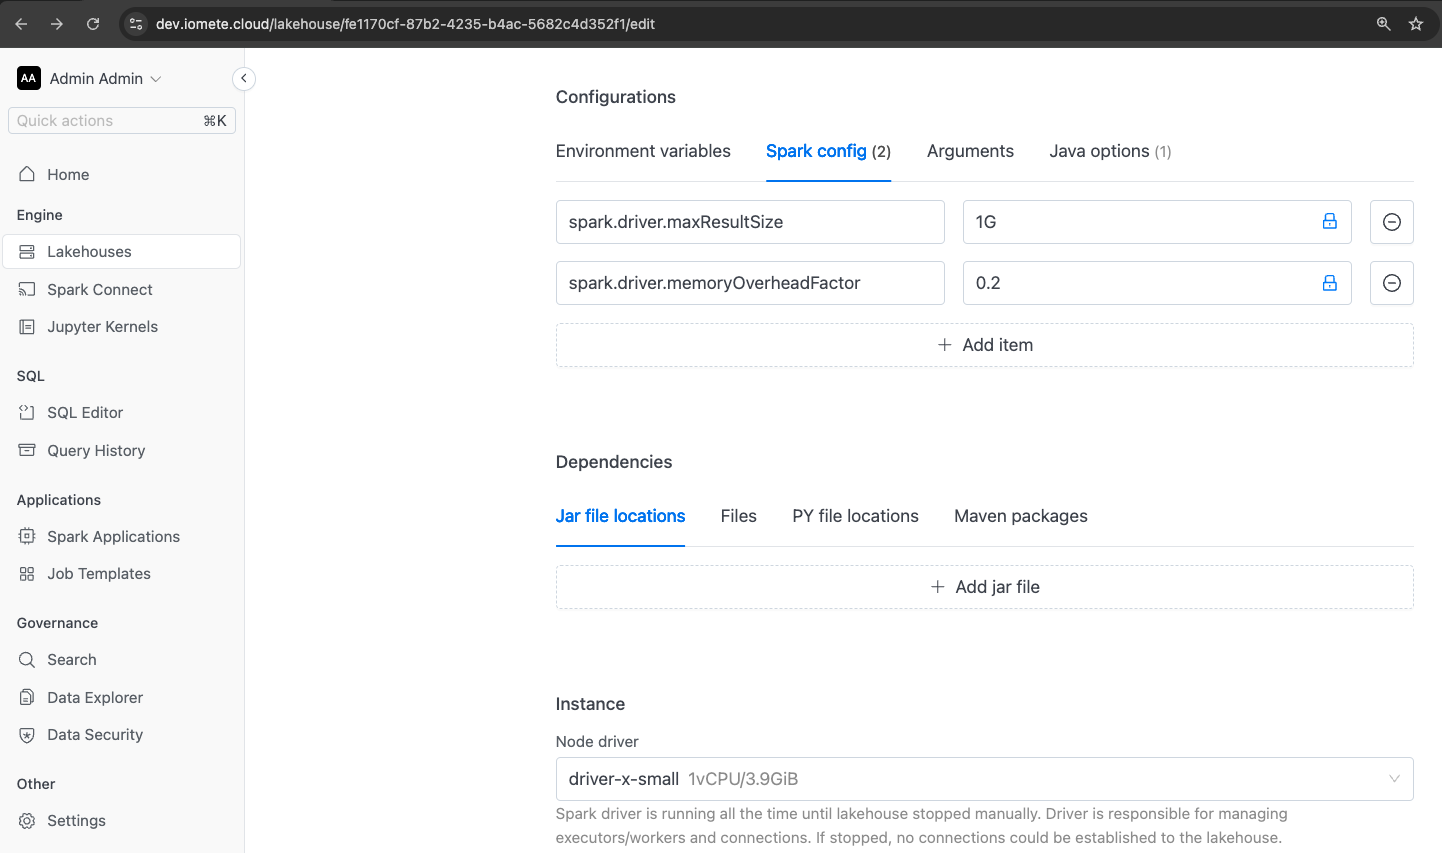 dev.iomete.cloud/lakehouse/fe1170cf-87b2-4235-b4ac-5682c4d352f1/edit
AA Admin Admin
Quick actions ⌘K
Home
Engine
Lakehouses
Spark Connect
Jupyter Kernels
SQL
SQL Editor
Query History
Applications
Spark Applications
Job Templates
Governance
Search
Data Explorer
Data Security
Other
Settings
Configurations
Environment variables Spark config (2) Arguments Java options (1)
spark.driver.maxResultSize 1G
spark.driver.memoryOverheadFactor 0.2
+ Add item
Dependencies
Jar file locations Files PY file locations Maven packages
+ Add jar file
Instance
Node driver
driver-x-small 1vCPU/3.9GiB
Spark driver is running all the time until lakehouse stopped manually. Driver is responsible for managing
executors/workers and connections. If stopped, no connections could be established to the lakehouse.